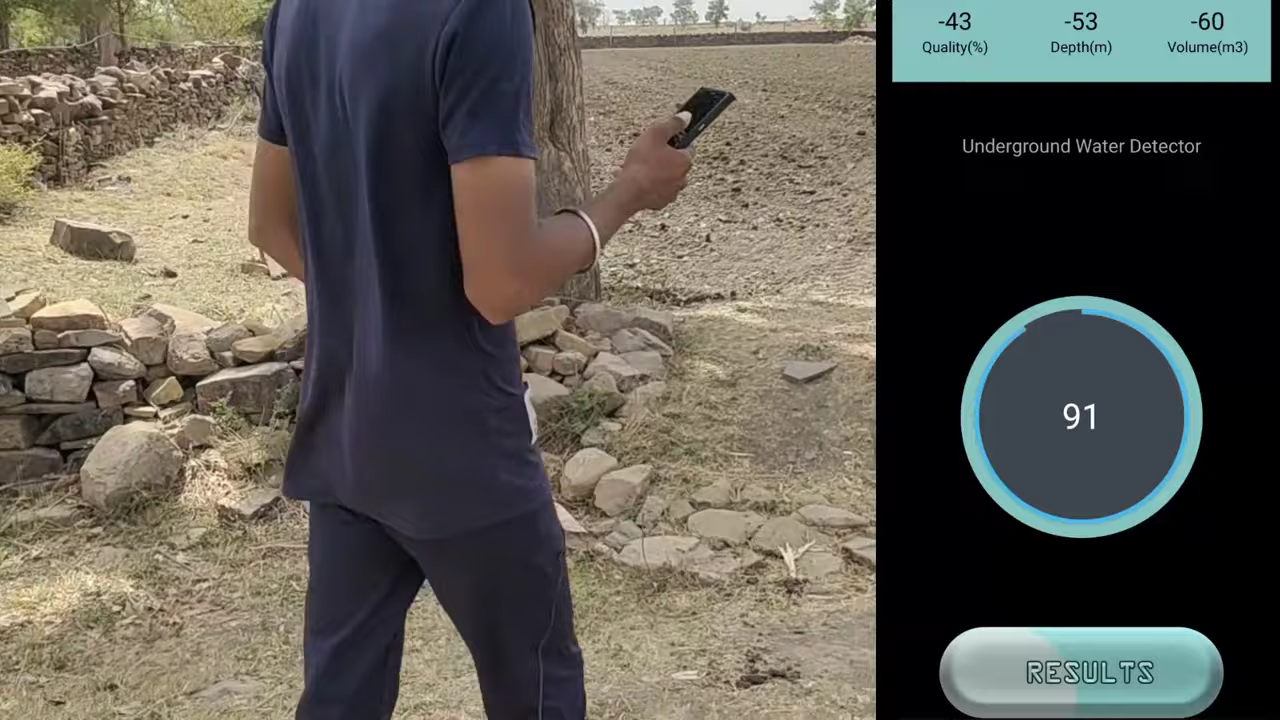 -43 -53 -60
Quality(%) Depth(m) Volume(m3)
Underground Water Detector
91
RESULTS